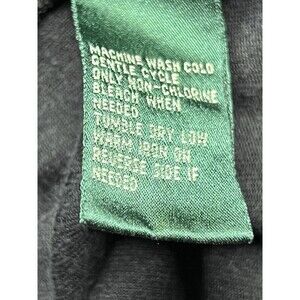 MACHINE WASH COLD
GENTLE CYCLE
ONLY NON-CHLORINE
BLEACH WHEN
NEEDED
TUMBLE DRY LOW
WARM IRON ON
REVERSE SIDE IF
NEEDED